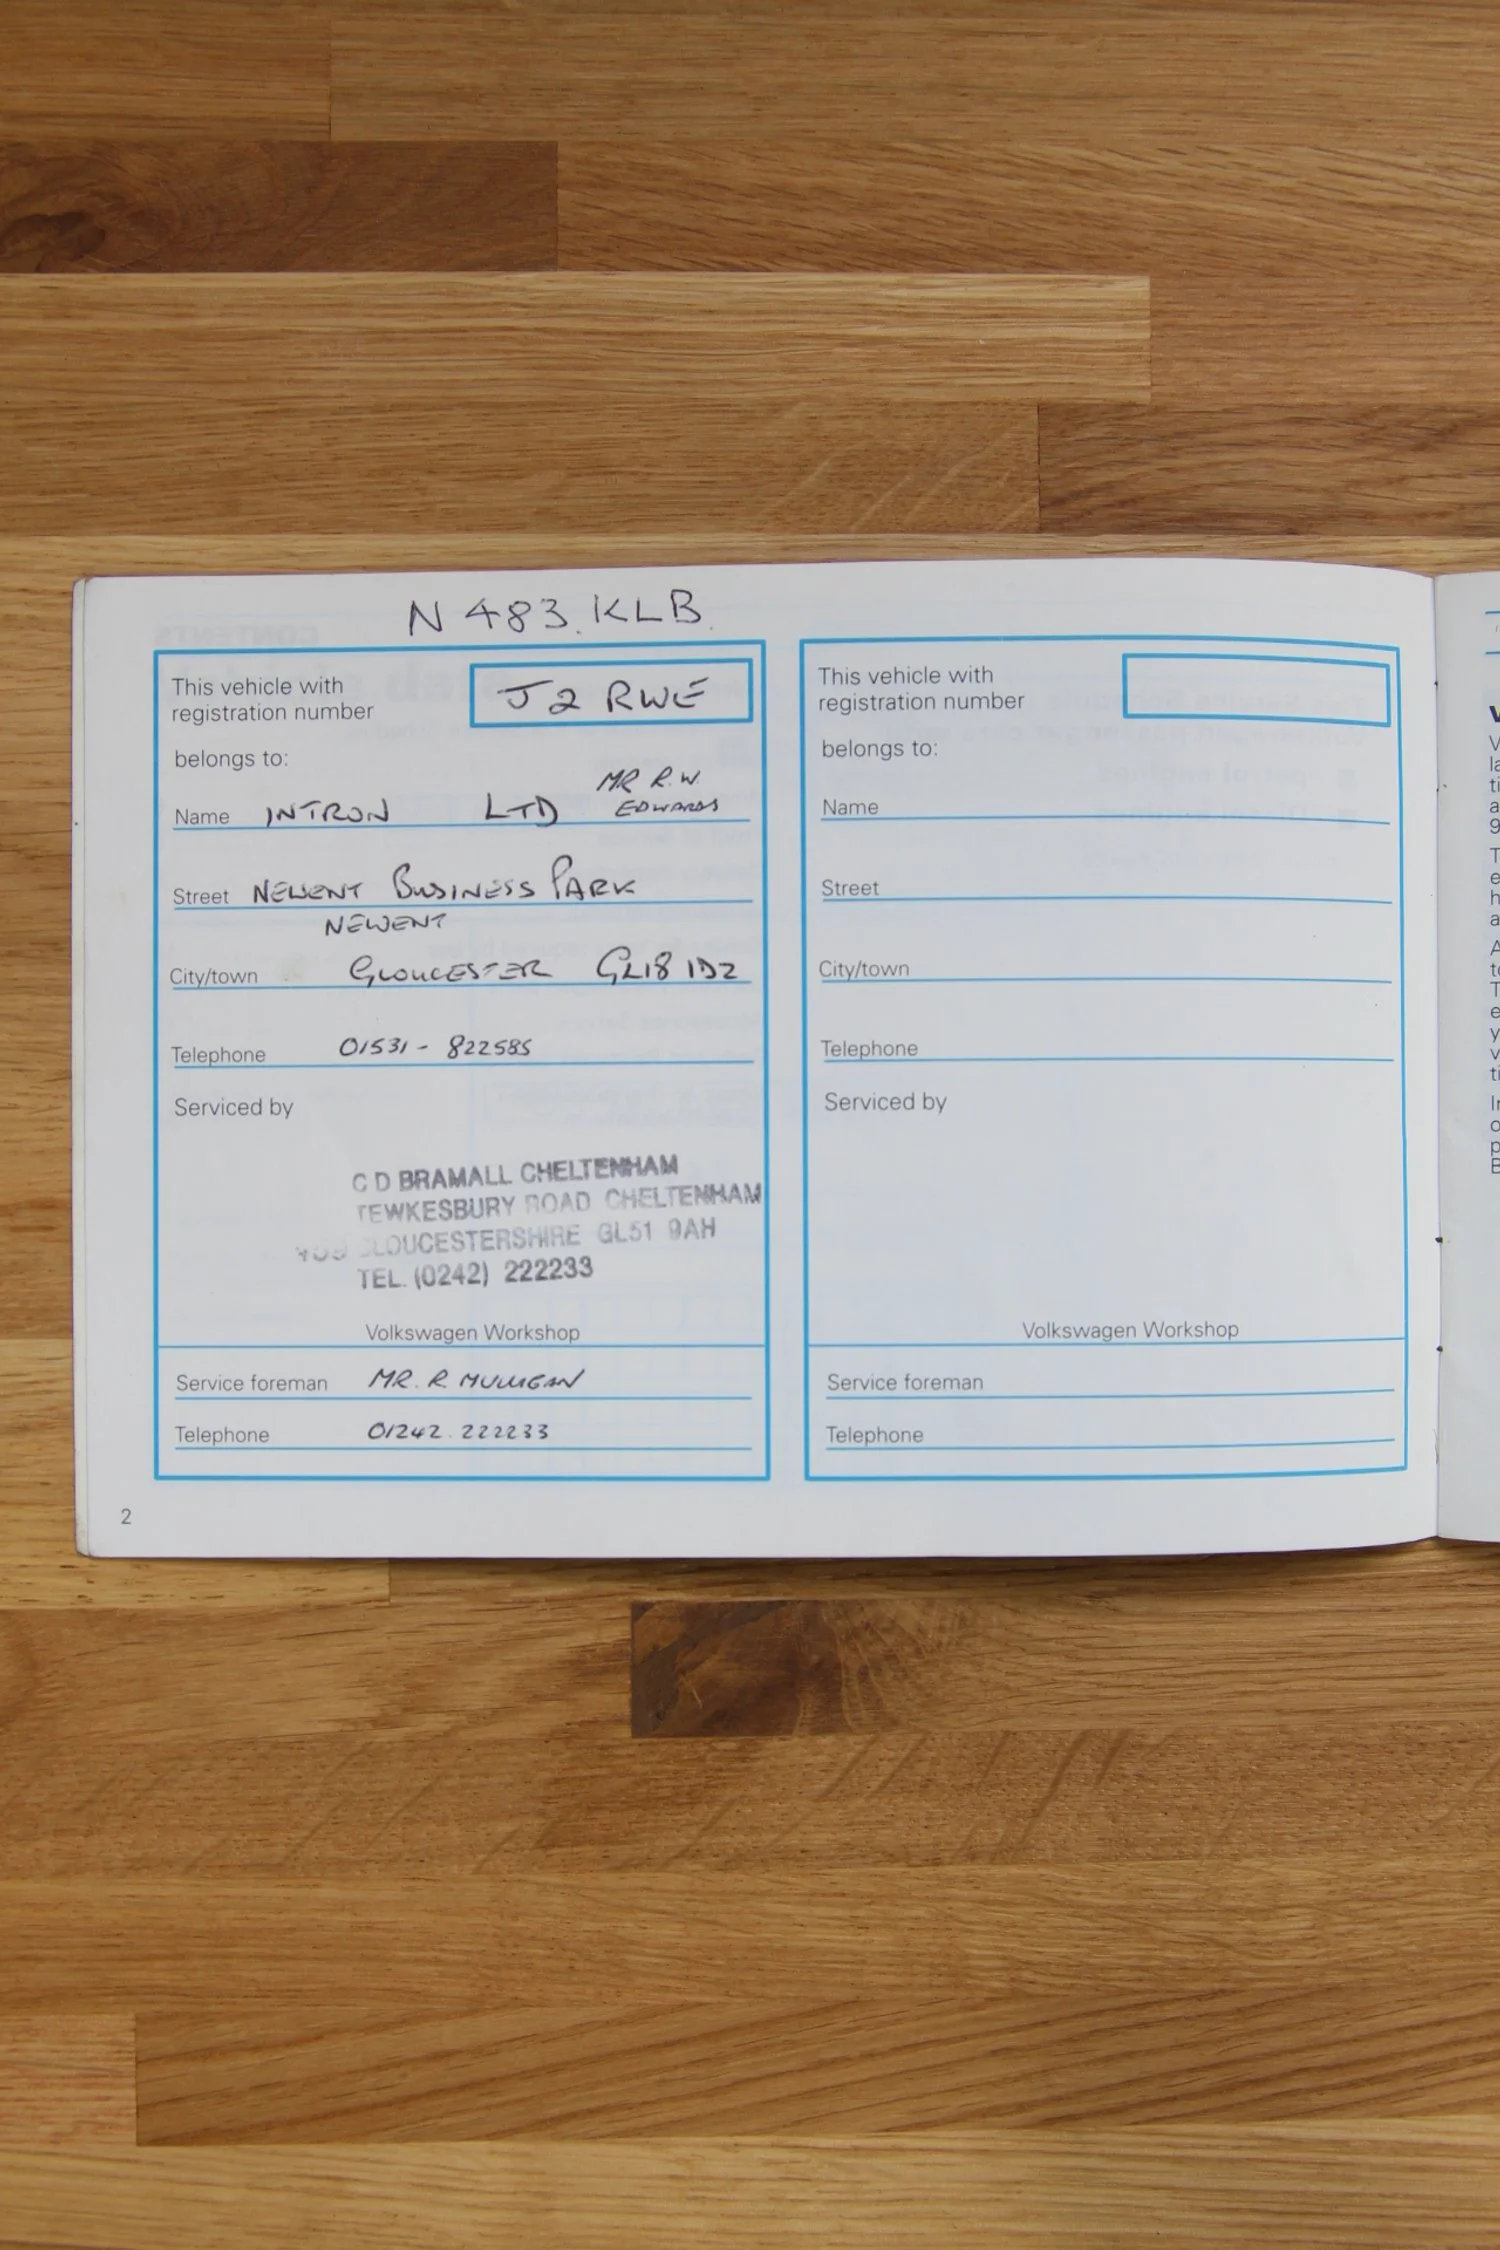 N 483 KLB
This vehicle with
registration number
J2 RWE
belongs to:
MR R.W
Name INTRON LTD EDWARDS
Street NEWENT BUSINESS PARK
NEWENT
City/town GLOUCESTER GL18 1DZ
Telephone 01531 - 822585
Serviced by
C D BRAMALL CHELTENHAM
TEWKESBURY ROAD CHELTENHAM
GLOUCESTERSHIRE GL51 9AH
TEL. (0242) 222233
Volkswagen Workshop
Service foreman MR. R MULLIGAN
Telephone 01242. 222233
2
This vehicle with
registration number
belongs to:
Name
Street
City/town
Telephone
Serviced by
Volkswagen Workshop
Service foreman
Telephone